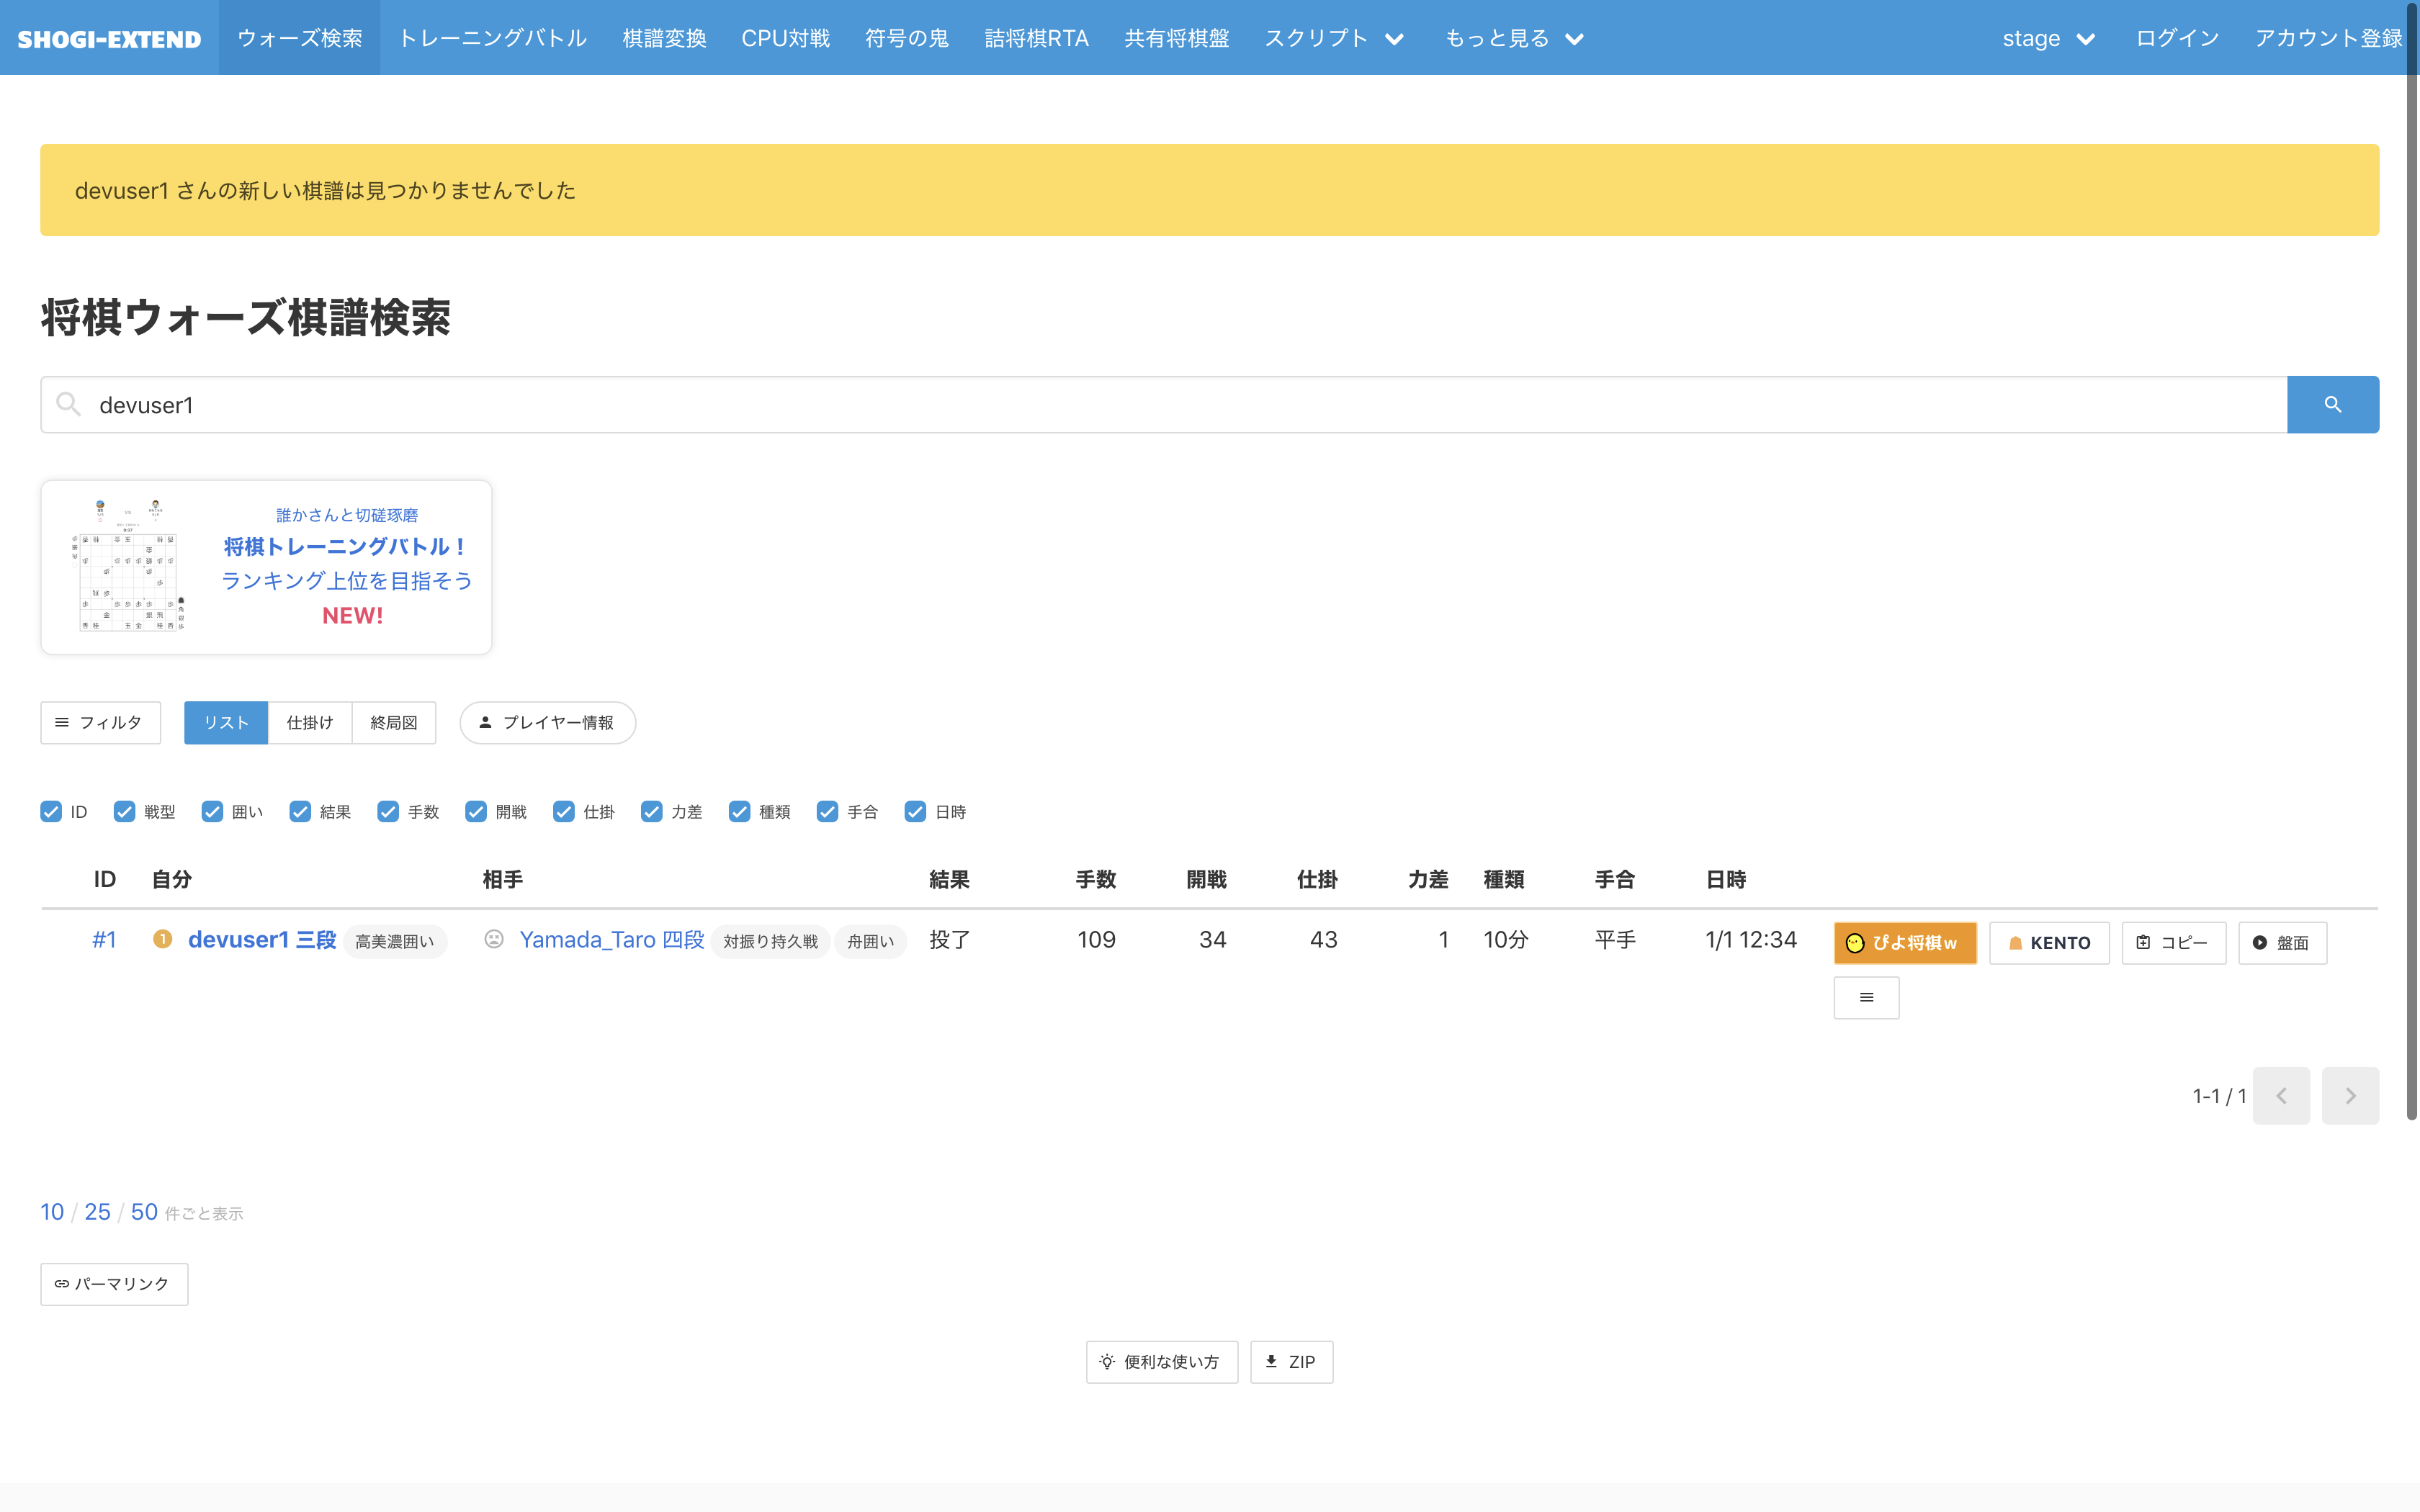 SHOGI-EXTEND ウォーズ検索 トレーニングバトル 棋譜変換 CPU対戦 符号の鬼 詰将棋RTA 共有将棋盤 スクリプト もっと見る stage ログイン アカウント登録
devuser1 さんの新しい棋譜は見つかりませんでした
将棋ウォーズ棋譜検索
devuser1
誰かさんと切磋琢磨
将棋トレーニングバトル！
ランキング上位を目指そう
NEW!
フィルタ リスト 仕掛け 終局図 プレイヤー情報
ID 戦型 囲い 結果 手数 開戦 仕掛 力差 種類 手合 日時
ID 自分 相手 結果 手数 開戦 仕掛 力差 種類 手合 日時
#1 1 devuser1 三段 高美濃囲い Yamada_Taro 四段 対振り持久戦 舟囲い 投了 109 34 43 1 10分 平手 1/1 12:34 ぴよ将棋w KENTO コピー 盤面
1-1 / 1
10 / 25 / 50 件ごと表示
パーマリンク
便利な使い方 ZIP